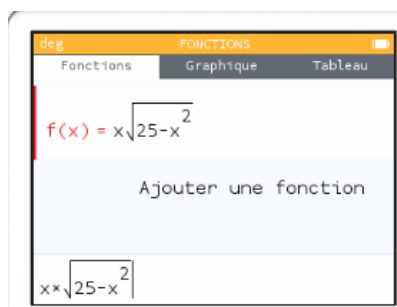 deg FONCTIONS
Fonctions Graphique Tableau
f(x) = x√25-x²
Ajouter une fonction
x×√25-x²